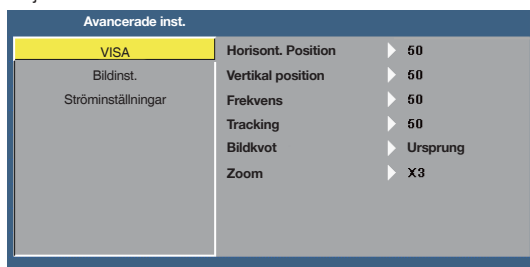 Avancerade inst.
VISA
Bildinst.
Ströminställningar
Horisont. Position 50
Vertikal position 50
Frekvens 50
Tracking 50
Bildkvot Ursprung
Zoom X3